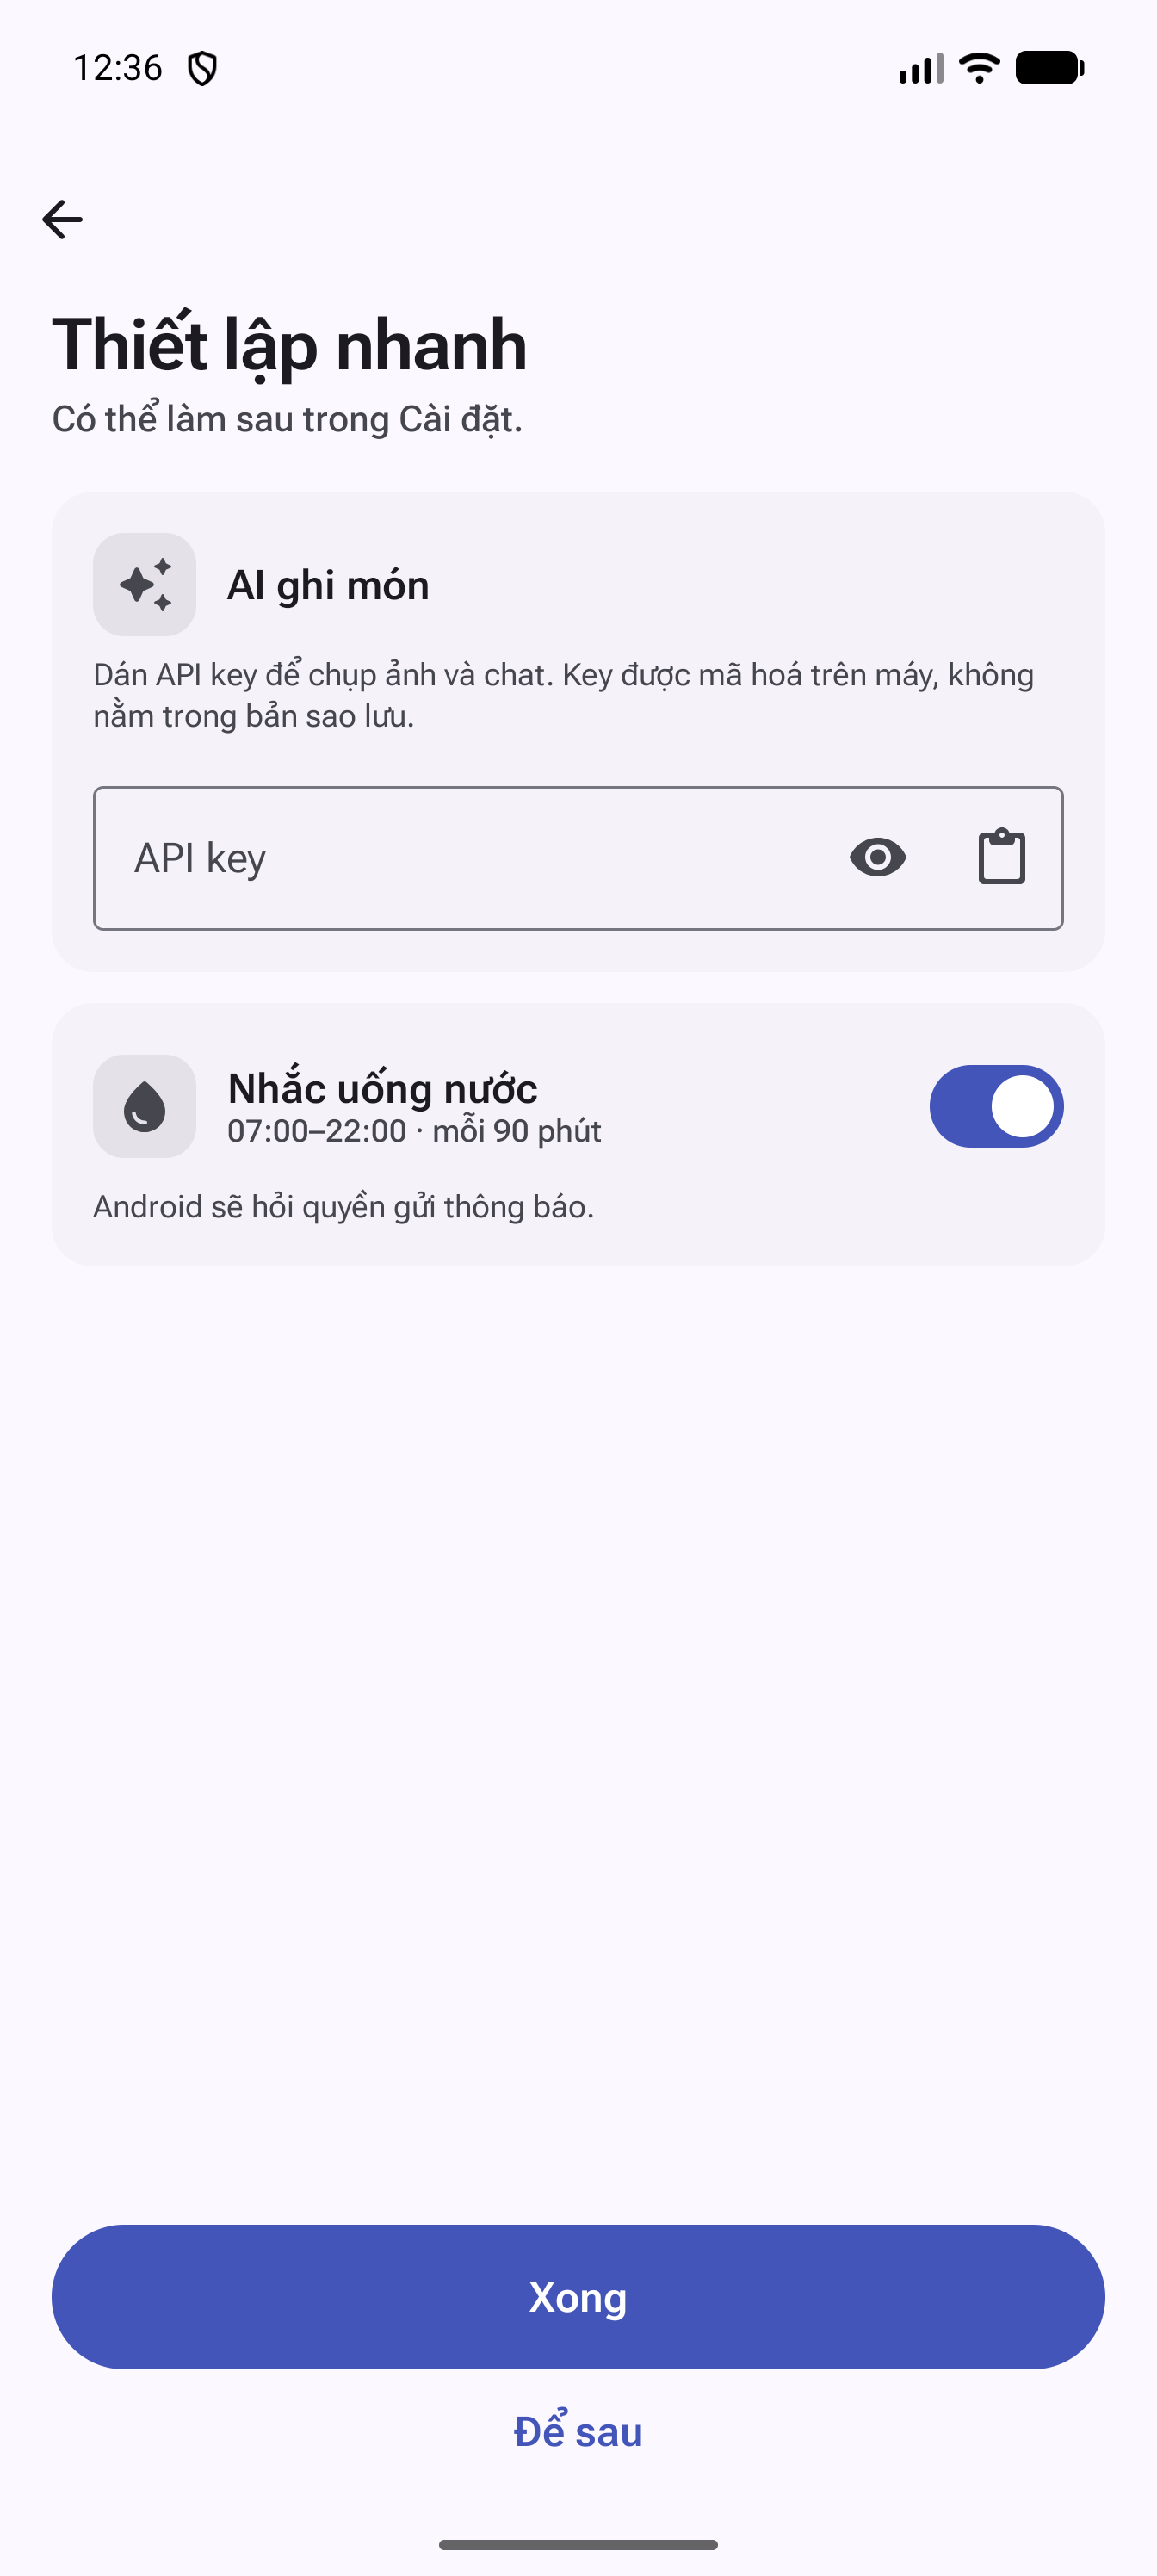 12:36
Thiết lập nhanh
Có thể làm sau trong Cài đặt.
AI ghi món
Dán API key để chụp ảnh và chat. Key được mã hoá trên máy, không
nằm trong bản sao lưu.
API key
Nhắc uống nước
07:00–22:00 · mỗi 90 phút
Android sẽ hỏi quyền gửi thông báo.
Xong
Để sau